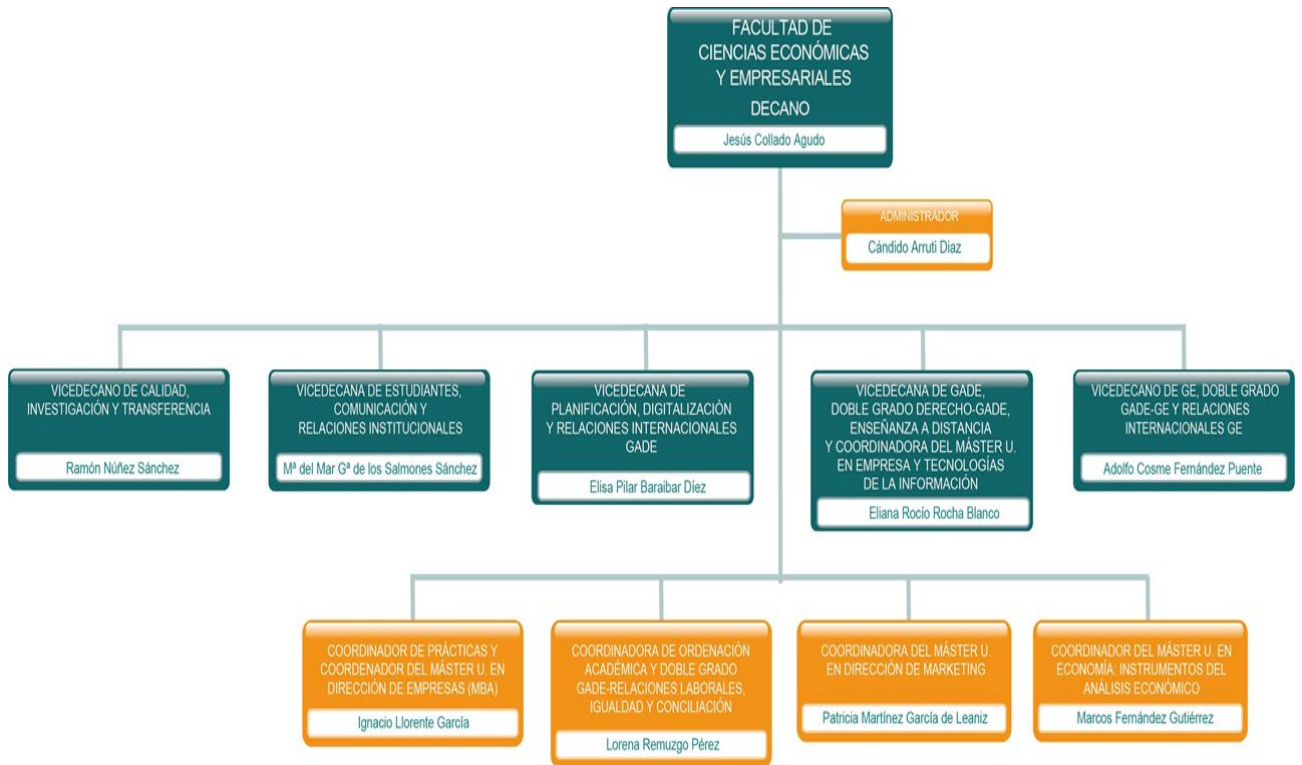 FACULTAD DE
CIENCIAS ECONÓMICAS
Y EMPRESARIALES
DECANO
Jesús Collado Agudo
ADMINISTRADOR
Cándido Arruti Diaz
VICEDECANO DE CALIDAD,
INVESTIGACIÓN Y TRANSFERENCIA
Ramón Núñez Sánchez
VICEDECANA DE ESTUDIANTES,
COMUNICACIÓN Y
RELACIONES INSTITUCIONALES
Mª del Mar Gª de los Salmones Sánchez
VICEDECANA DE
PLANIFICACIÓN, DIGITALIZACIÓN
Y RELACIONES INTERNACIONALES
GADE
Elisa Pilar Baraibar Díez
VICEDECANA DE GADE,
DOBLE GRADO DERECHO-GADE,
ENSEÑANZA A DISTANCIA
Y COORDINADORA DEL MÁSTER U.
EN EMPRESA Y TECNOLOGÍAS
DE LA INFORMACIÓN
Eliana Rocío Rocha Blanco
VICEDECANO DE GE, DOBLE GRADO
GADE-GE Y RELACIONES
INTERNACIONALES GE
Adolfo Cosme Fernández Puente
COORDINADOR DE PRÁCTICAS Y
COORDENADOR DEL MÁSTER U. EN
DIRECCIÓN DE EMPRESAS (MBA)
Ignacio Llorente García
COORDINADORA DE ORDENACIÓN
ACADÉMICA Y DOBLE GRADO
GADE-RELACIONES LABORALES,
IGUALDAD Y CONCILIACIÓN
Lorena Remuzgo Pérez
COORDINADORA DEL MÁSTER U.
EN DIRECCIÓN DE MARKETING
Patricia Martínez García de Leaniz
COORDINADOR DEL MÁSTER U. EN
ECONOMÍA: INSTRUMENTOS DEL
ANÁLISIS ECONÓMICO
Marcos Fernández Gutiérrez